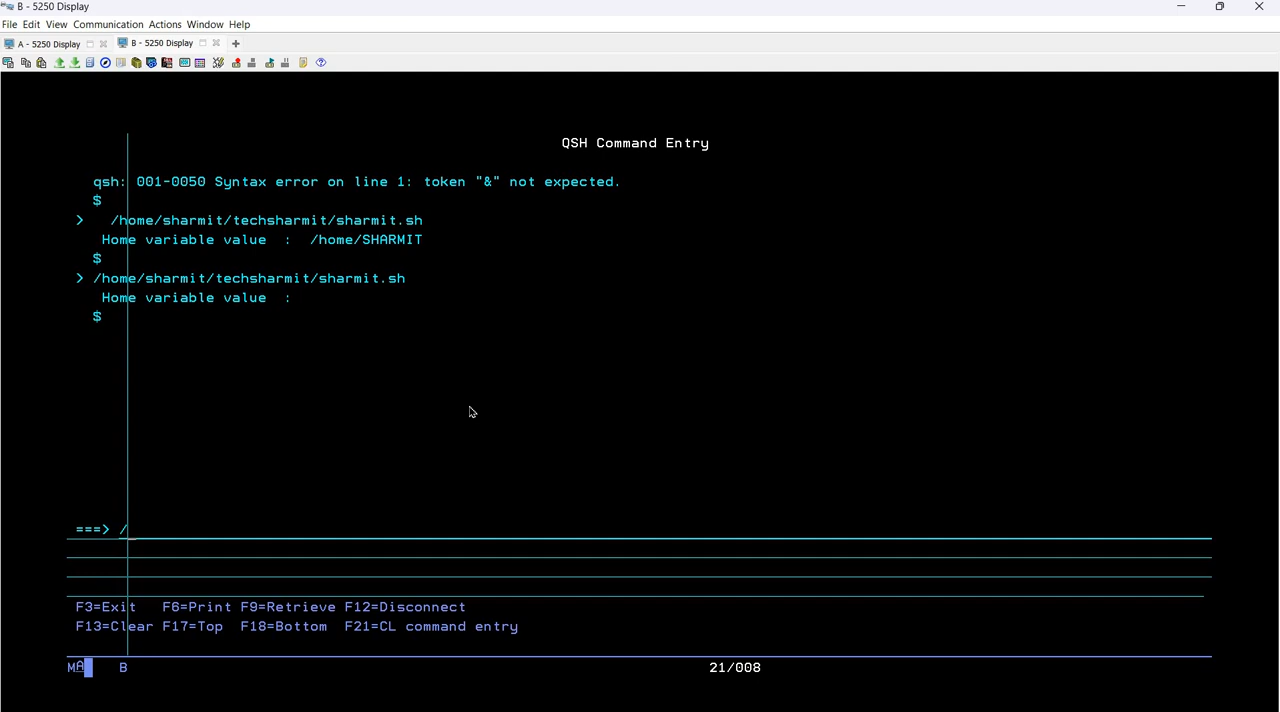 B - 5250 Display
File Edit View Communication Actions Window Help
A - 5250 Display B - 5250 Display +
QSH Command Entry
qsh: 001-0050 Syntax error on line 1: token "&" not expected.
$
> /home/sharmit/techsharmit/sharmit.sh
Home variable value : /home/SHARMIT
$
> /home/sharmit/techsharmit/sharmit.sh
Home variable value :
$
===> /
F3=Exit F6=Print F9=Retrieve F12=Disconnect
F13=Clear F17=Top F18=Bottom F21=CL command entry
MA B 21/008